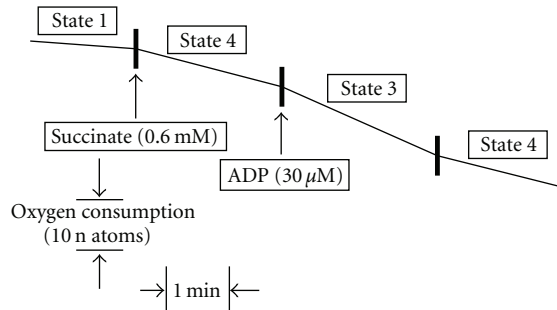 State 1
State 4
State 3
State 4
Succinate (0.6 mM)
ADP (30 μM)
Oxygen consumption
(10 n atoms)
1 min